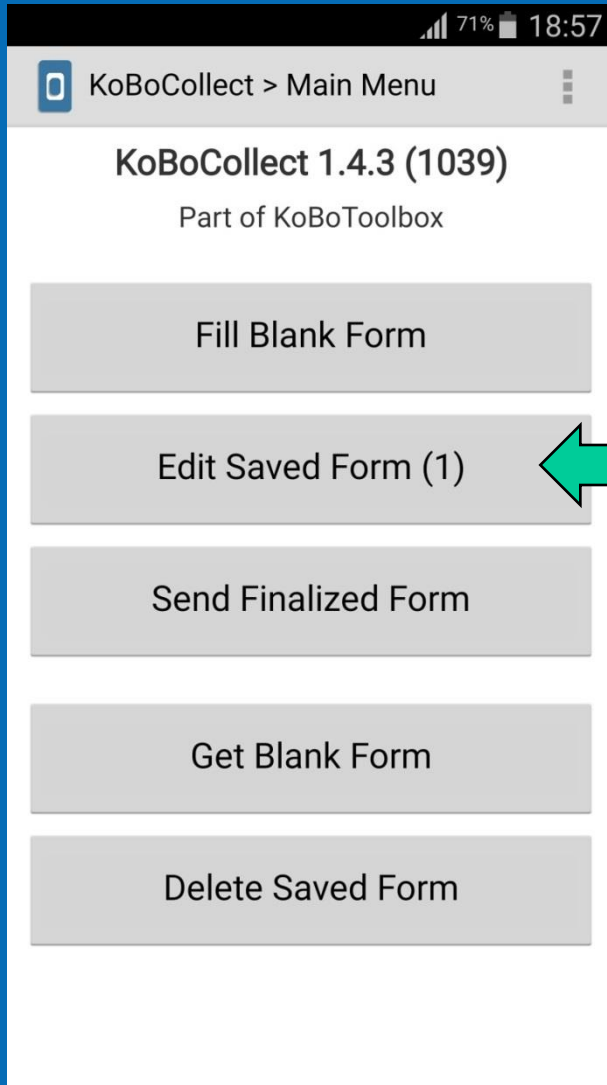 71% 18:57
KoBoCollect > Main Menu
KoBoCollect 1.4.3 (1039)
Part of KoBoToolbox
Fill Blank Form
Edit Saved Form (1)
Send Finalized Form
Get Blank Form
Delete Saved Form